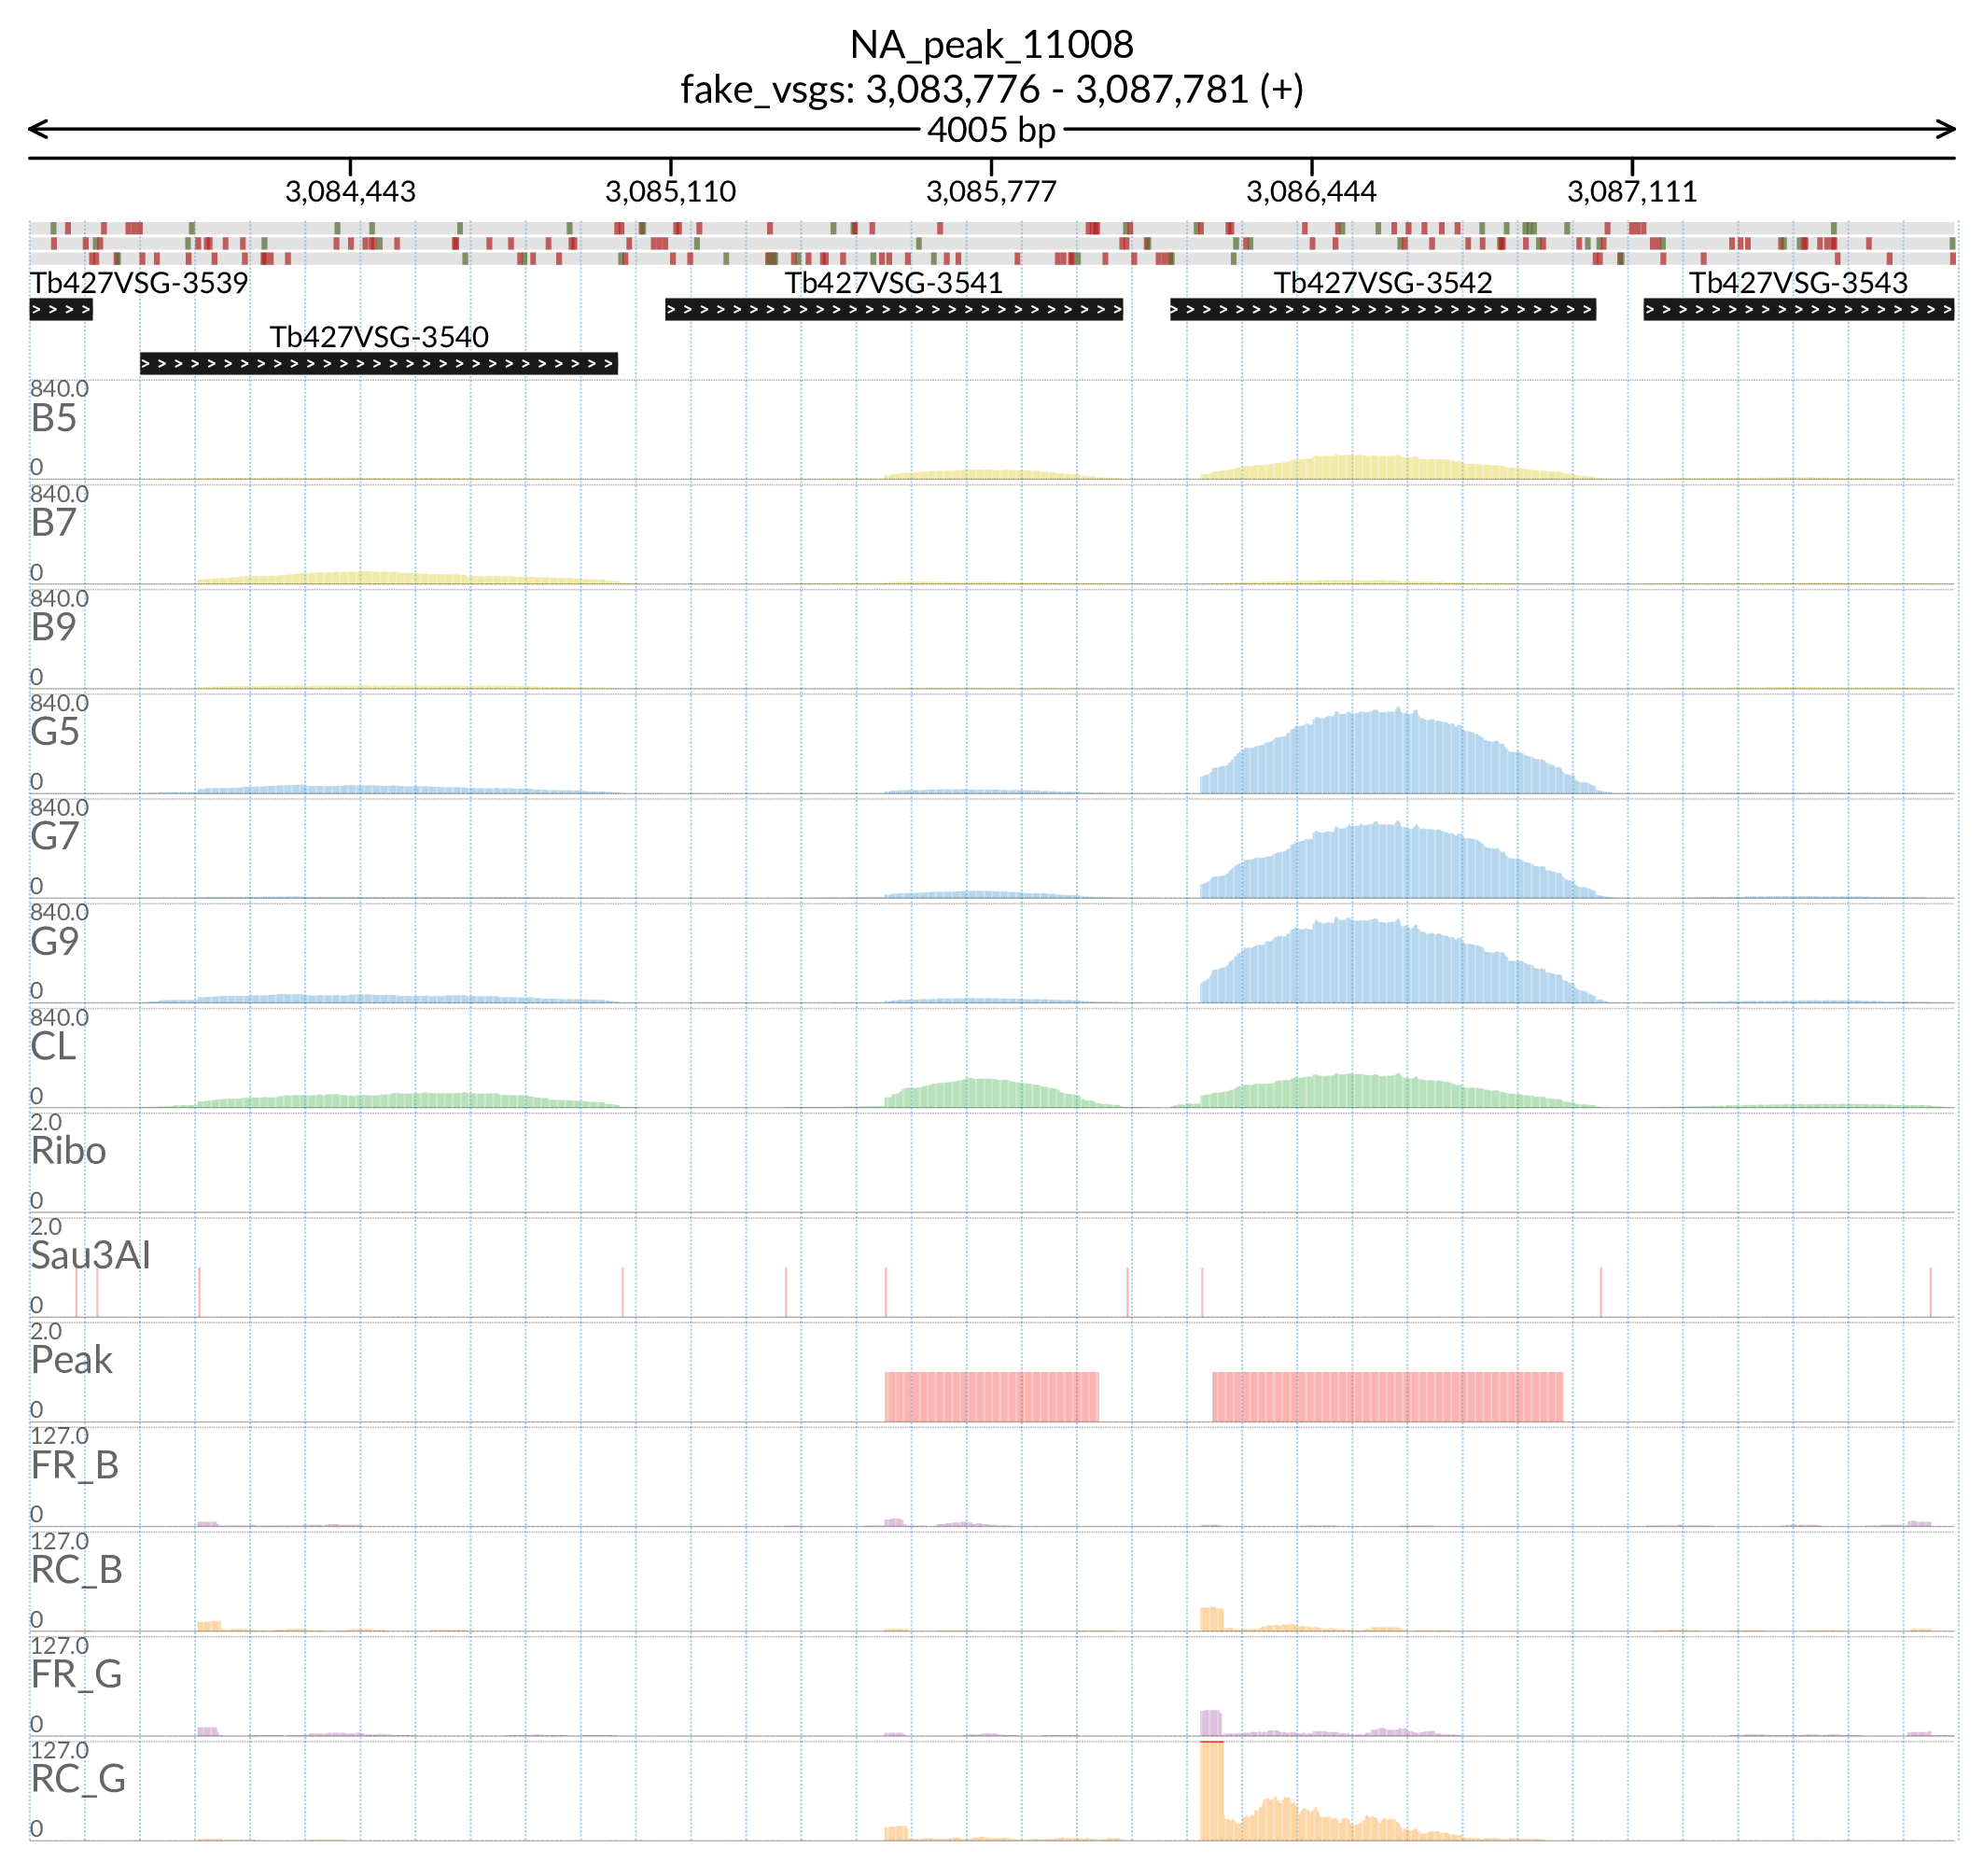 NA_peak_11008
fake_vsgs: 3,083,776 - 3,087,781 (+)
4005 bp
3,084,443 3,085,110 3,085,777 3,086,444 3,087,111
Tb427VSG-3539 Tb427VSG-3541 Tb427VSG-3542 Tb427VSG-3543
Tb427VSG-3540
840.0
B5
0
840.0
B7
0
840.0
B9
0
840.0
G5
0
840.0
G7
0
840.0
G9
0
840.0
CL
0
2.0
Ribo
0
2.0
Sau3AI
0
2.0
Peak
0
127.0
FR_B
0
127.0
RC_B
0
127.0
FR_G
0
127.0
RC_G
0